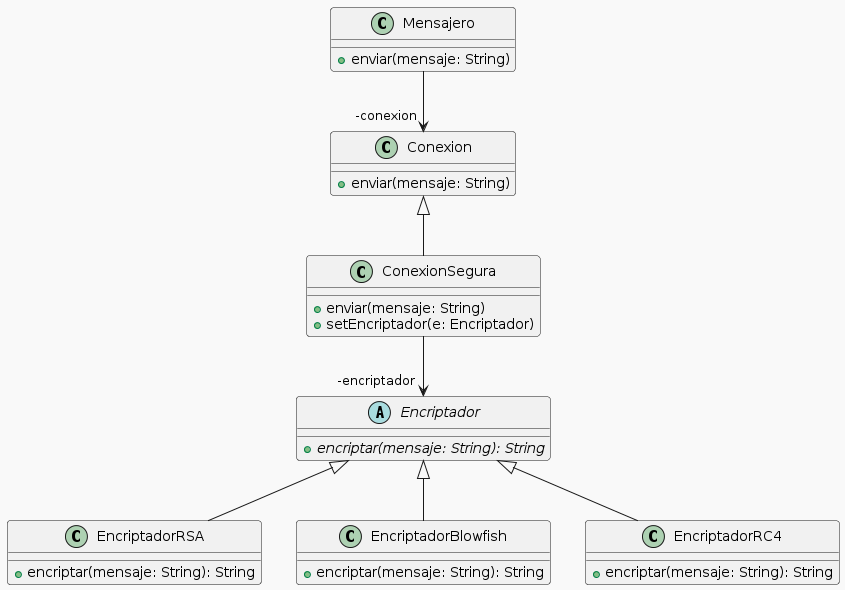 C Mensajero
enviar(mensaje: String)
-conexion
C Conexion
enviar(mensaje: String)
C ConexionSegura
enviar(mensaje: String)
setEncriptador(e: Encriptador)
-encriptador
A Encriptador
encriptar(mensaje: String): String
C EncriptadorRSA
encriptar(mensaje: String): String
C EncriptadorBlowfish
encriptar(mensaje: String): String
C EncriptadorRC4
encriptar(mensaje: String): String